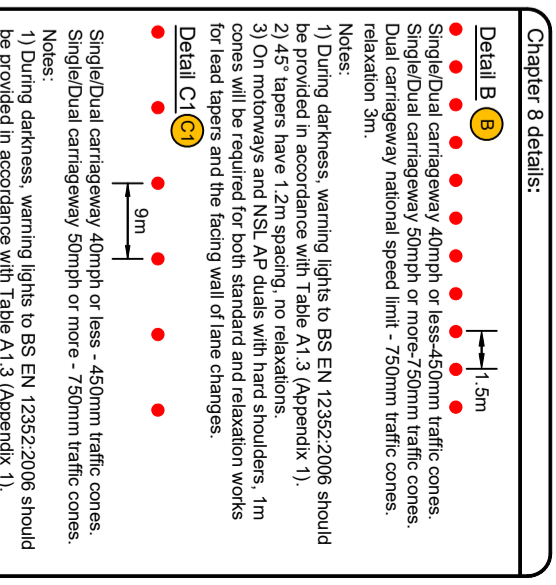 Chapter 8 details:
Detail B B
1.5m
Single/Dual carriageway 40mph or less-450mm traffic cones.
Single/Dual carriageway 50mph or more-750mm traffic cones.
Dual carriageway national speed limit - 750mm traffic cones.
relaxation 3m.
Notes:
1) During darkness, warning lights to BS EN 12352:2006 should
be provided in accordance with Table A1.3 (Appendix 1).
2) 45° tapers have 1.2m spacing, no relaxations.
3) On motorways and NSL AP duals with hard shoulders, 1m
cones will be required for both standard and relaxation works
for lead tapers and the facing wall of lane changes.
Detail C1 C1
9m
Single/Dual carriageway 40mph or less - 450mm traffic cones.
Single/Dual carriageway 50mph or more - 750mm traffic cones.
Notes:
1) During darkness, warning lights to BS EN 12352:2006 should
be provided in accordance with Table A1.3 (Appendix 1).